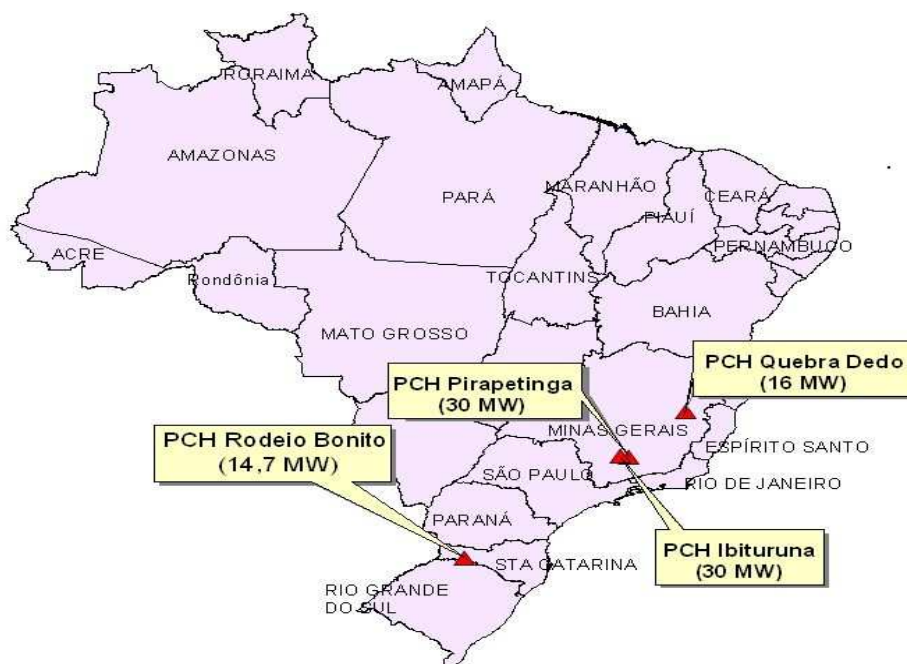 RORAIMA
AMAPÁ
AMAZONAS
PARÁ
MARANHÃO
CEARÁ
PIAUÍ
PERNAMBUCO
ACRE
Rondônia
TOCANTINS
MATO GROSSO
BAHIA
PCH Quebra Dedo
(16 MW)
PCH Pirapetinga
(30 MW)
MINAS GERAIS
ESPÍRITO SANTO
PCH Rodeio Bonito
(14,7 MW)
SÃO PAULO
RIO DE JANEIRO
PARANÁ
PCH Ibituruna
(30 MW)
STA CATARINA
RIO GRANDE
DO SUL